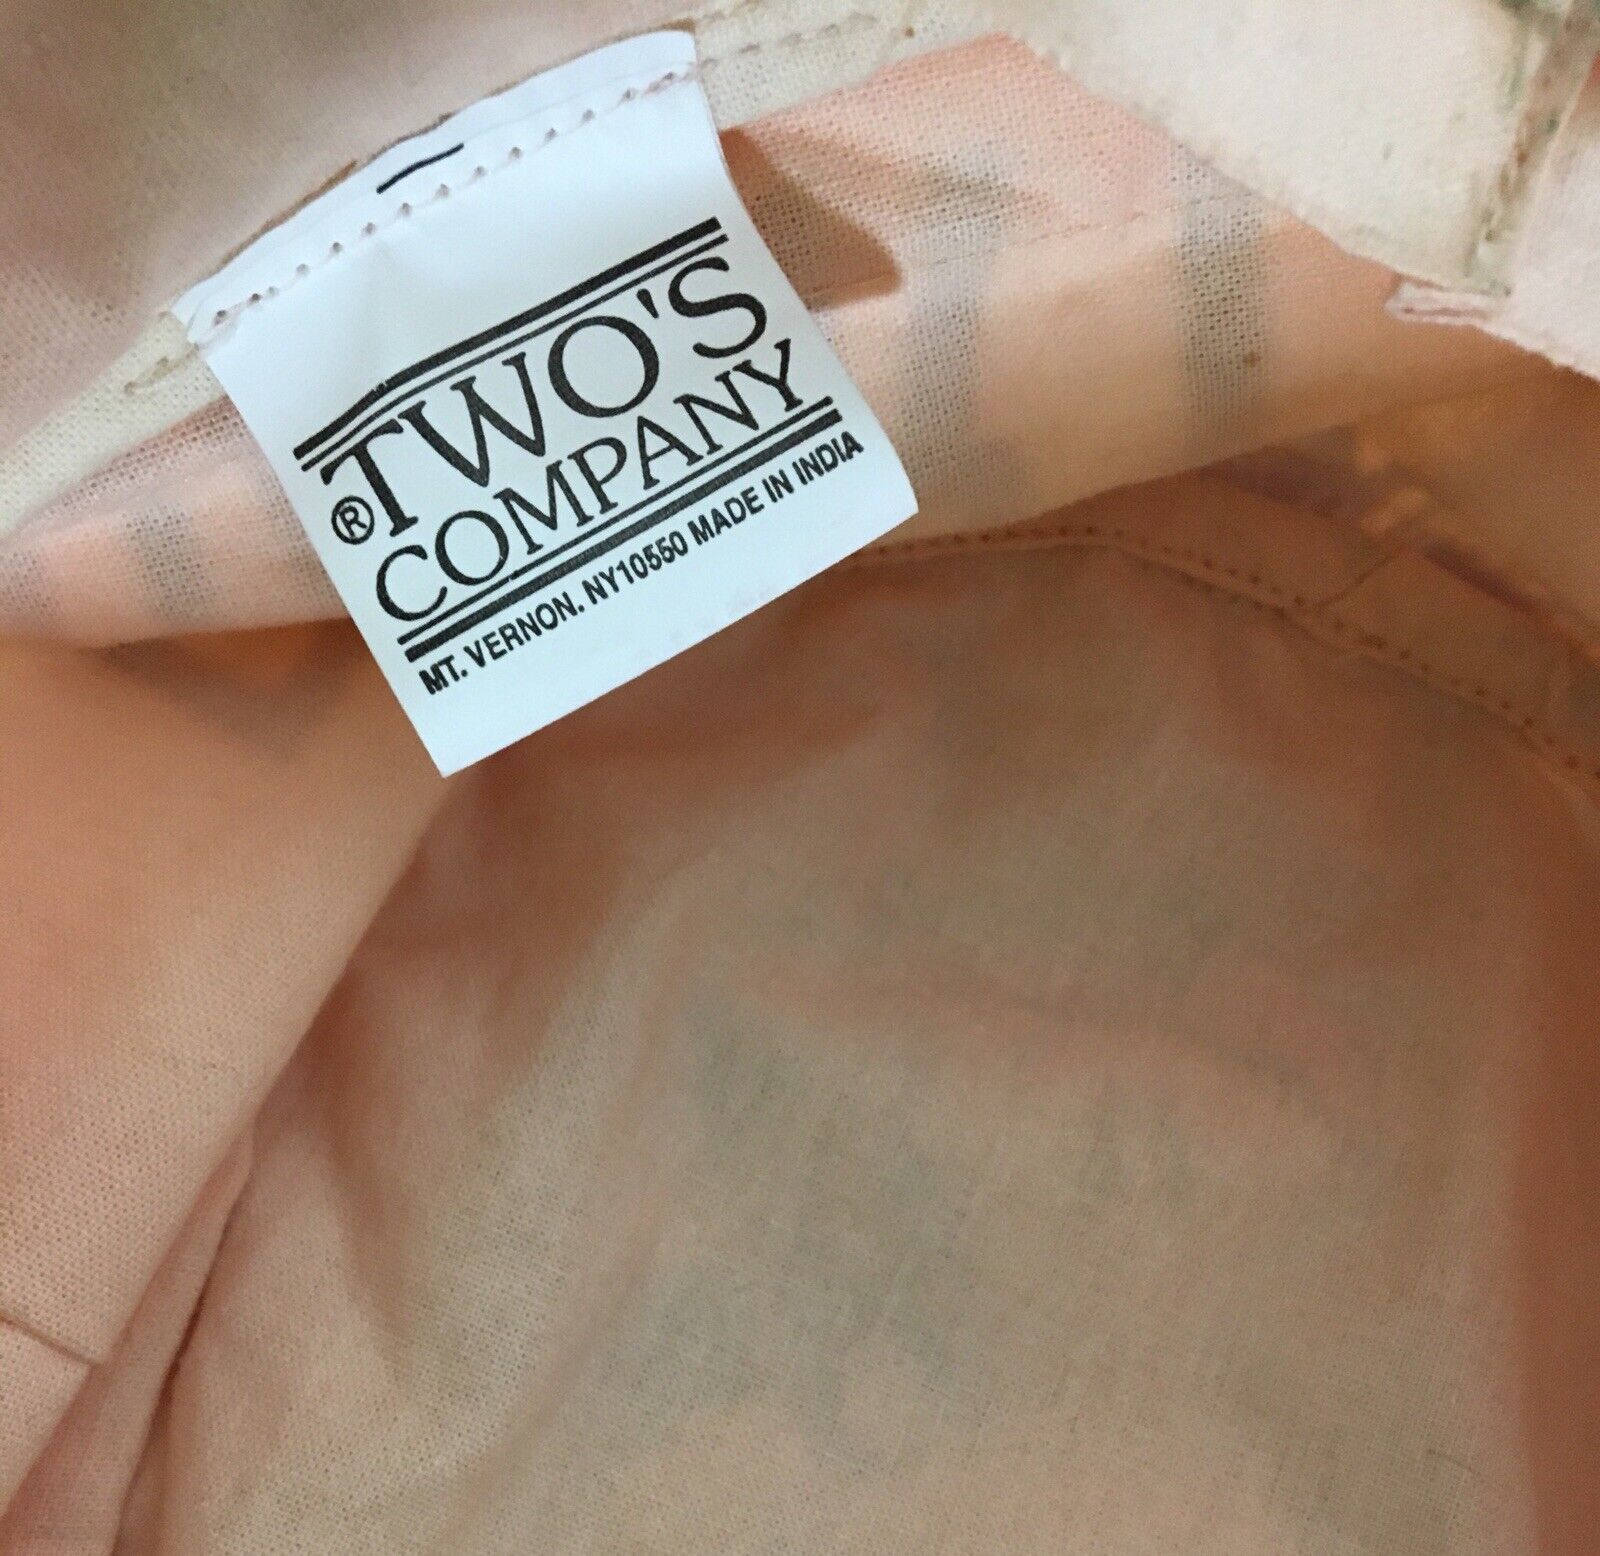 TWO'S
® COMPANY
MT. VERNON. NY10550 MADE IN INDIA